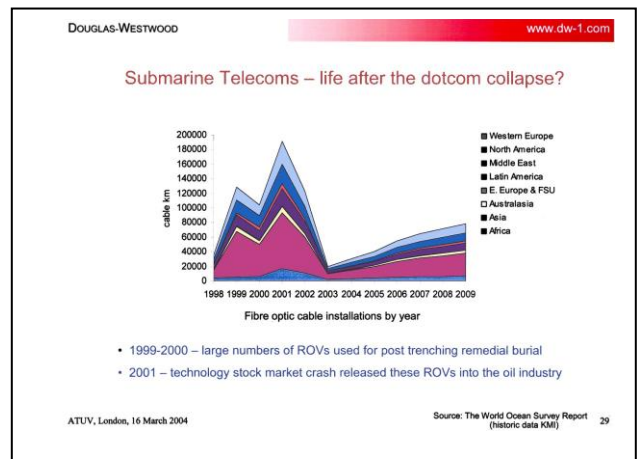 DOUGLAS-WESTWOOD
www.dw-1.com
Submarine Telecoms – life after the dotcom collapse?
200000
180000
160000
140000
120000
100000
80000
60000
40000
20000
0
cable km
1998 1999 2000 2001 2002 2003 2004 2005 2006 2007 2008 2009
Fibre optic cable installations by year
Western Europe
North America
Middle East
Latin America
E. Europe & FSU
Australasia
Asia
Africa
• 1999-2000 – large numbers of ROVs used for post trenching remedial burial
• 2001 – technology stock market crash released these ROVs into the oil industry
ATUV, London, 16 March 2004
Source: The World Ocean Survey Report
(historic data KMI)
29